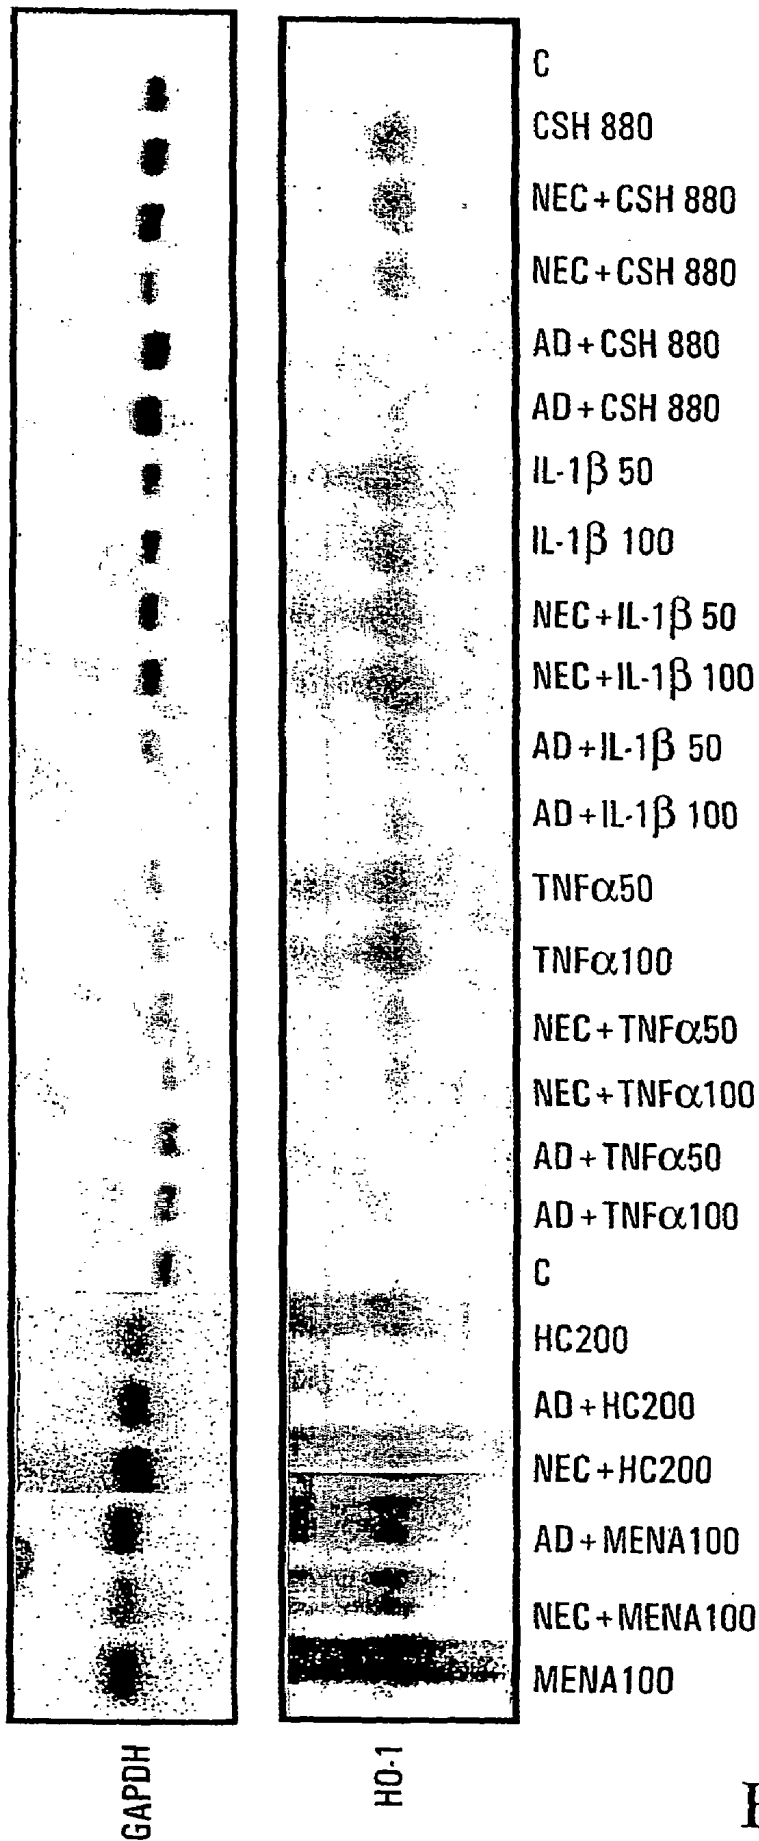 C
CSH 880
NEC+CSH 880
NEC+CSH 880
AD+CSH 880
AD+CSH 880
IL-1β 50
IL-1β 100
NEC+IL-1β 50
NEC+IL-1β 100
AD+IL-1β 50
AD+IL-1β 100
TNFα50
TNFα100
NEC+TNFα50
NEC+TNFα100
AD+TNFα50
AD+TNFα100
C
HC200
AD+HC200
NEC+HC200
AD+MENA100
NEC+MENA100
MENA100
GAPDH
HO-1